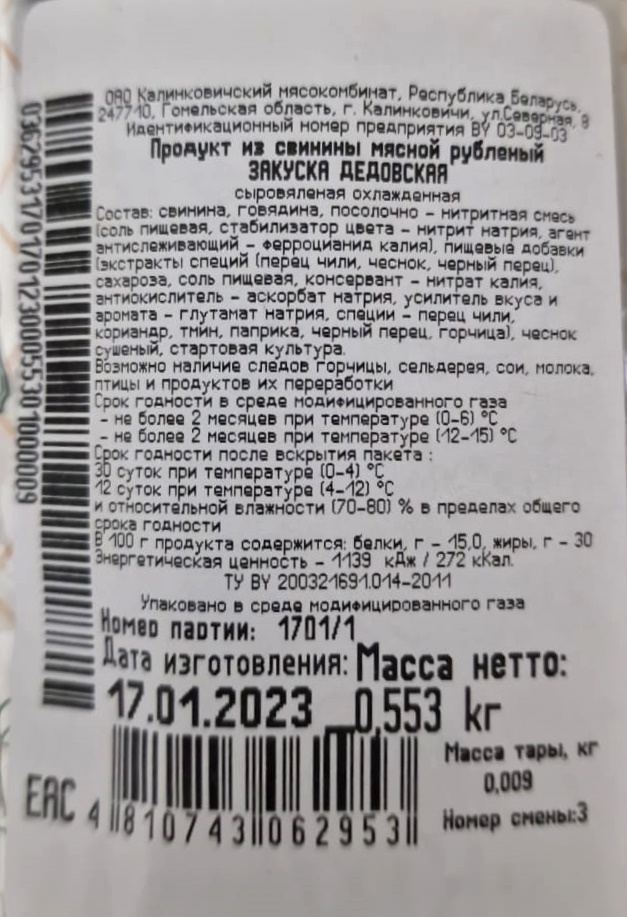 ОАО Калинковичский мясокомбинат, Республика Беларусь,
247710, Гомельская область, г. Калинковичи, ул.Северная, 8
Идентификационный номер предприятия BY 03-09-03
Продукт из свинины мясной рубленый
ЗАКУСКА ДЕДОВСКАЯ
сыровяленая охлажденная
Состав: свинина, говядина, посолочно - нитритная смесь
(соль пищевая, стабилизатор цвета - нитрит натрия, агент
антислеживающий - ферроцианид калия), пищевые добавки
(экстракты специй (перец чили, чеснок, черный перец),
сахароза, соль пищевая, консервант - нитрат калия,
антиокислитель - аскорбат натрия, усилитель вкуса и
аромата - глутамат натрия, специи - перец чили,
кориандр, тмин, паприка, черный перец, горчица), чеснок
сушеный, стартовая культура.
Возможно наличие следов горчицы, сельдерея, сои, молока,
птицы и продуктов их переработки
Срок годности в среде модифицированного газа
- не более 2 месяцев при температуре (0-6) °С
- не более 2 месяцев при температуре (12-15) °С
Срок годности после вскрытия пакета :
30 суток при температуре (0-4) °С
12 суток при температуре (4-12) °С
и относительной влажности (70-80) % в пределах общего
срока годности
В 100 г продукта содержится: белки, г - 15,0, жиры, г - 30
Энергетическая ценность - 1139 кДж / 272 кКал.
ТУ BY 200321691.014-2011
Упаковано в среде модифицированного газа
Номер партии: 1701/1
Дата изготовления: Масса нетто:
17.01.2023 0,553 kg
Масса тары, кг
0,009
Номер смены:3
EAC 4 810743 062953
036295317017012300055301000009